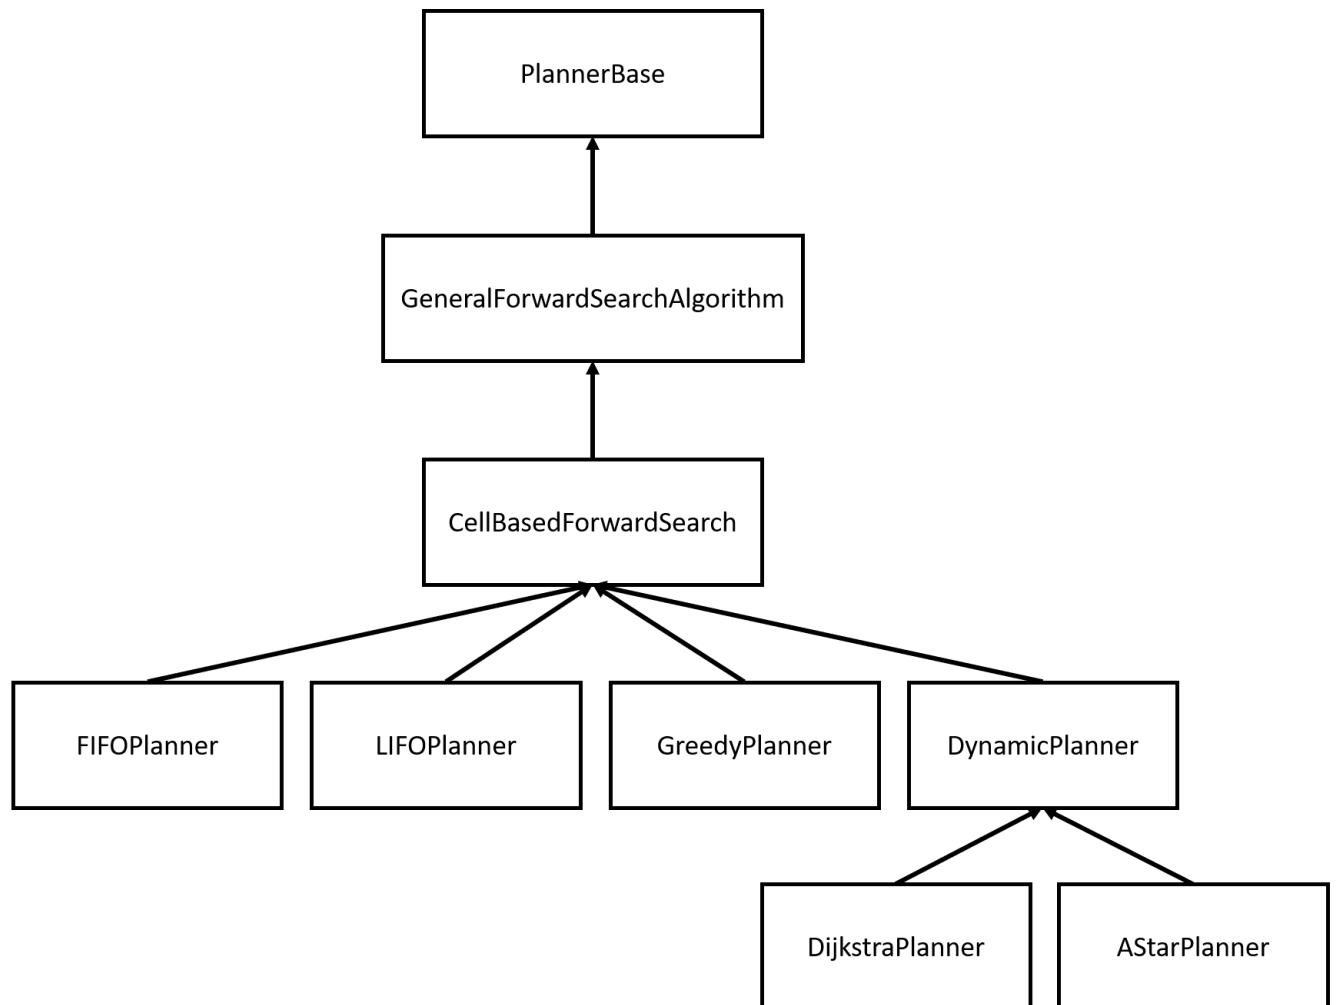 PlannerBase
GeneralForwardSearchAlgorithm
CellBasedForwardSearch
FIFOPlanner
LIFOPlanner
GreedyPlanner
DynamicPlanner
DijkstraPlanner
AStarPlanner